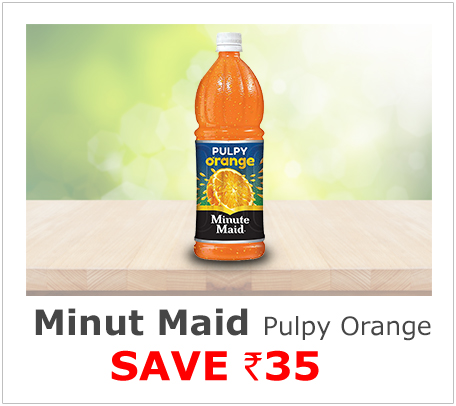 PULPY
orange
Minute
Maid
Minut Maid Pulpy Orange
SAVE ₹35